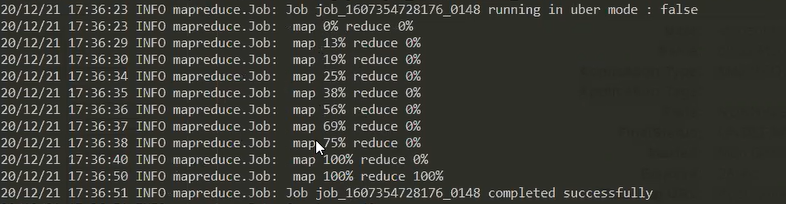 20/12/21 17:36:23 INFO mapreduce.Job: Job job_1607354728176_0148 running in uber mode : false
20/12/21 17:36:23 INFO mapreduce.Job:  map 0% reduce 0%
20/12/21 17:36:29 INFO mapreduce.Job:  map 13% reduce 0%
20/12/21 17:36:30 INFO mapreduce.Job:  map 19% reduce 0%
20/12/21 17:36:34 INFO mapreduce.Job:  map 25% reduce 0%
20/12/21 17:36:35 INFO mapreduce.Job:  map 38% reduce 0%
20/12/21 17:36:36 INFO mapreduce.Job:  map 56% reduce 0%
20/12/21 17:36:37 INFO mapreduce.Job:  map 69% reduce 0%
20/12/21 17:36:38 INFO mapreduce.Job:  map 75% reduce 0%
20/12/21 17:36:40 INFO mapreduce.Job:  map 100% reduce 0%
20/12/21 17:36:50 INFO mapreduce.Job:  map 100% reduce 100%
20/12/21 17:36:51 INFO mapreduce.Job: Job job_1607354728176_0148 completed successfully